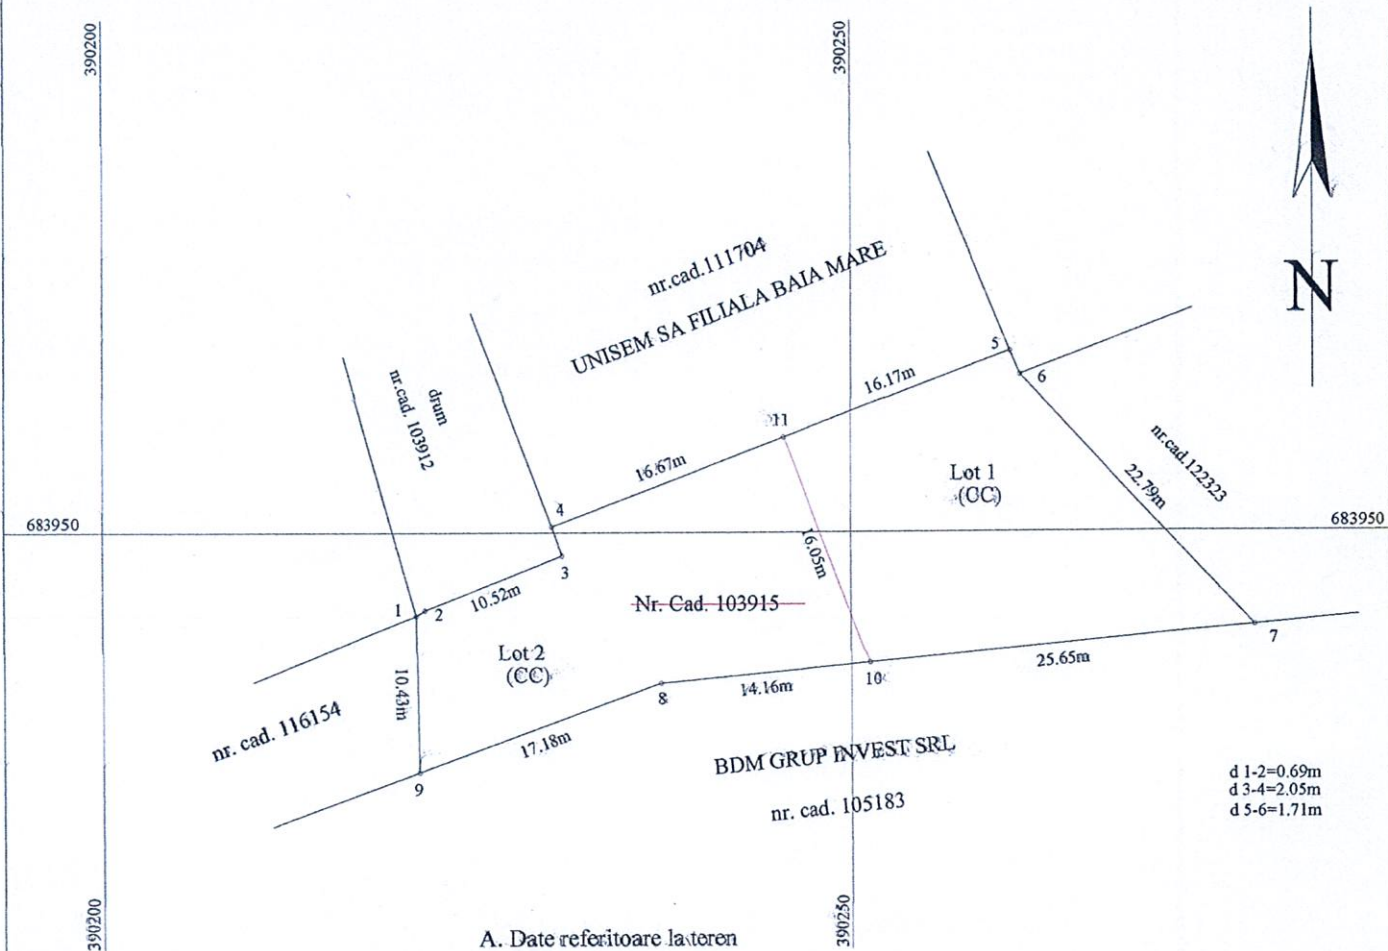 390200
390250
N
nr.cad.111704
UNISEM SA FILIALA BAIA MARE
drum
nr.cad. 103912
5
6
16.17m
11
16.67m
nr.cad.122323
22.79m
Lot 1
(CC)
4
683950
683950
16.05m
3
10.52m
1
2
Nr. Cad. 103915
7
Lot 2
(CC)
25.65m
10
14.16m
8
10.43m
nr. cad. 116154
17.18m
9
BDM GRUP INVEST SRL
nr. cad. 105183
d 1-2=0.69m
d 3-4=2.05m
d 5-6=1.71m
390200
390250
A. Date referitoare la teren